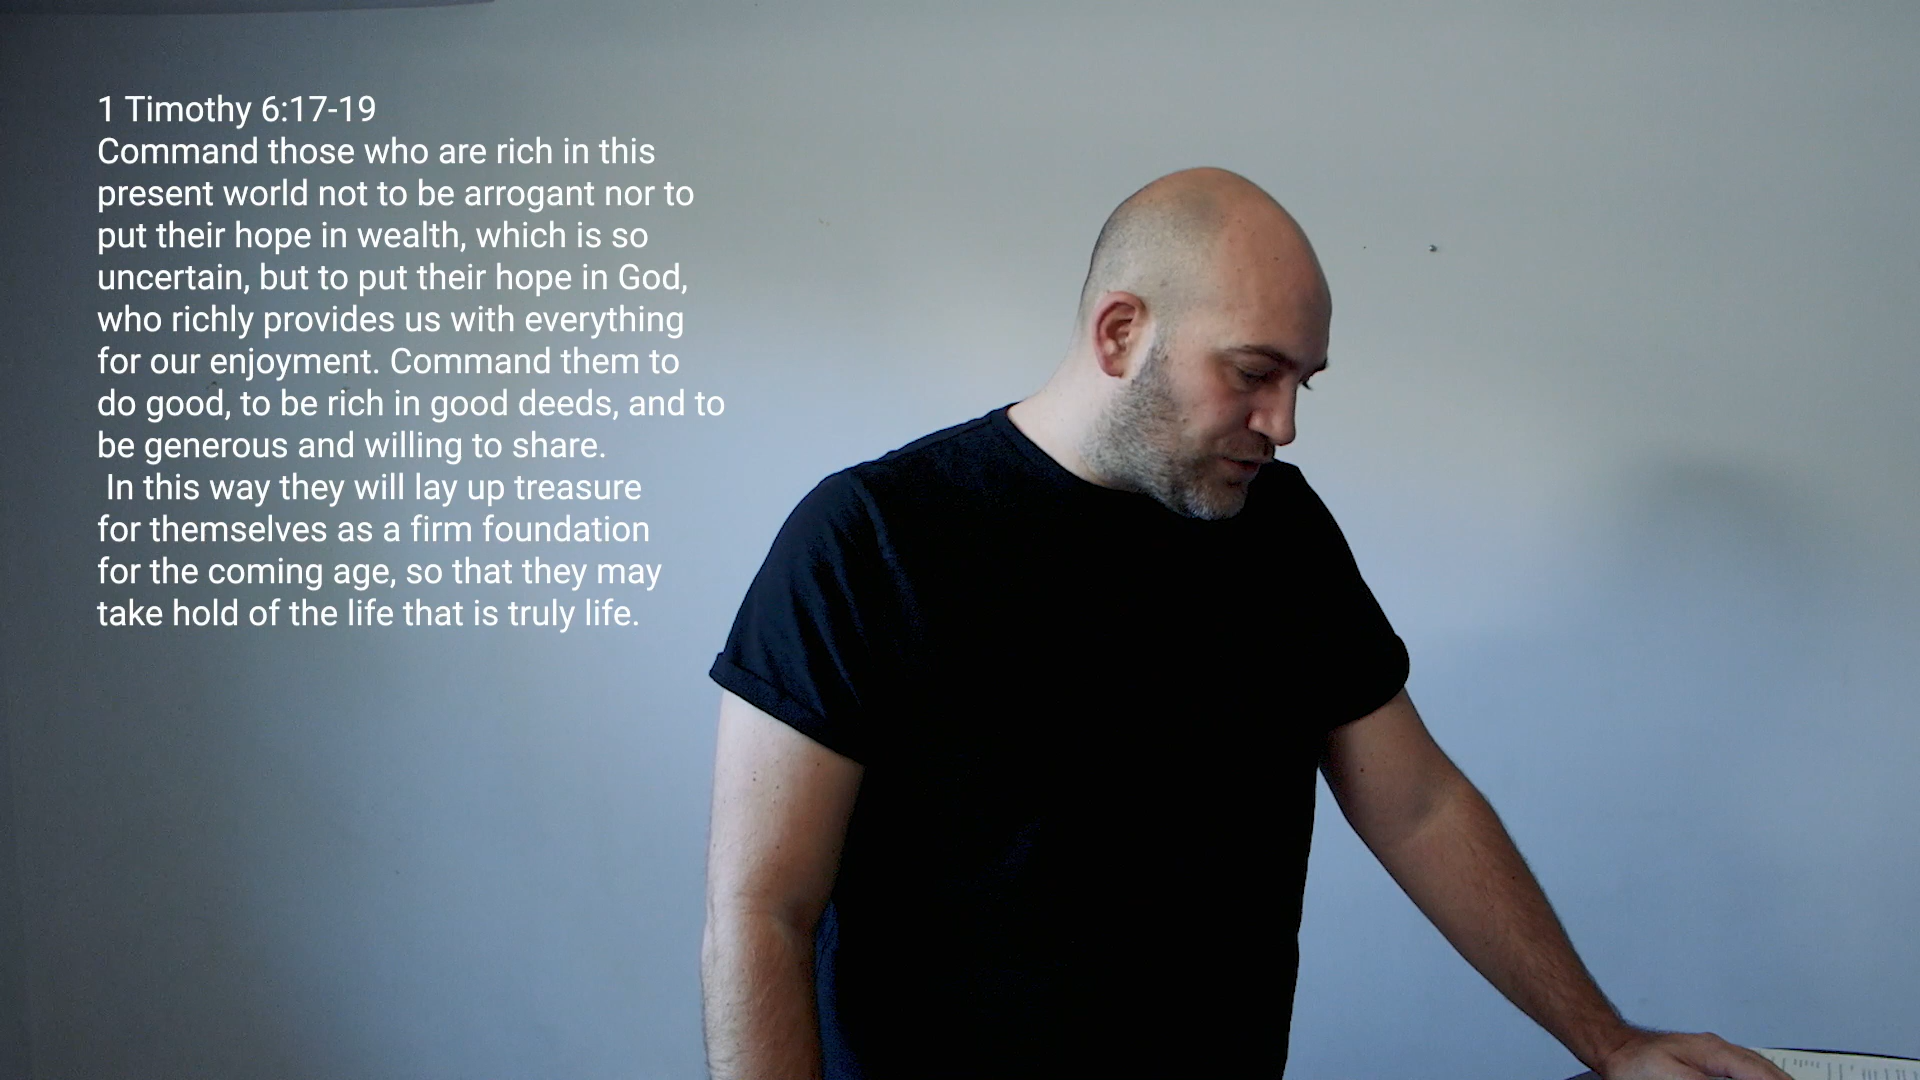 1 Timothy 6:17-19
Command those who are rich in this
present world not to be arrogant nor to
put their hope in wealth, which is so
uncertain, but to put their hope in God,
who richly provides us with everything
for our enjoyment. Command them to
do good, to be rich in good deeds, and to
be generous and willing to share.
In this way they will lay up treasure
for themselves as a firm foundation
for the coming age, so that they may
take hold of the life that is truly life.